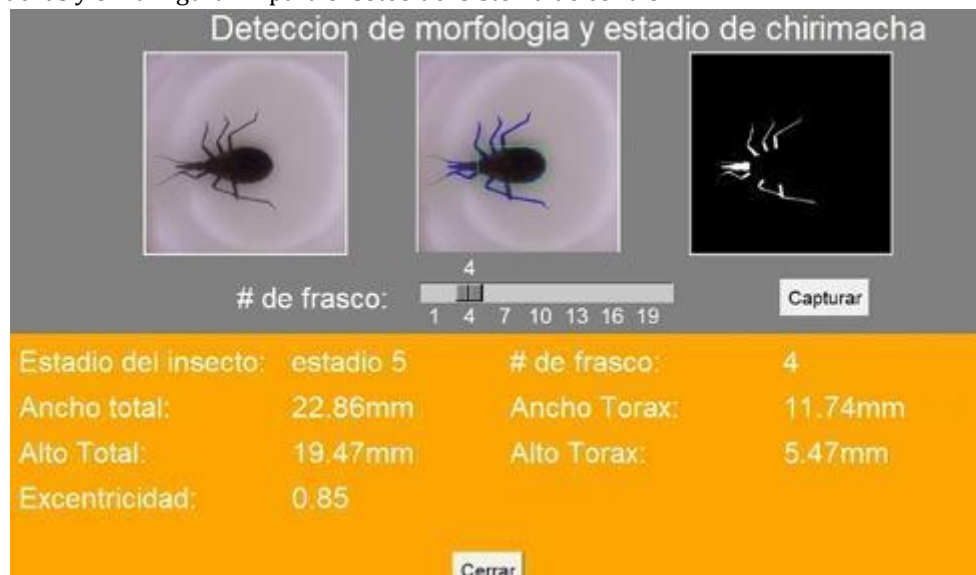 Deteccion de morfologia y estadio de chirimacha
4
# de frasco:
1 4 7 10 13 16 19
Capturar
Estadio del insecto: estadio 5 # de frasco: 4
Ancho total: 22.86mm Ancho Torax: 11.74mm
Alto Total: 19.47mm Alto Torax: 5.47mm
Excentricidad: 0.85
Cerrar